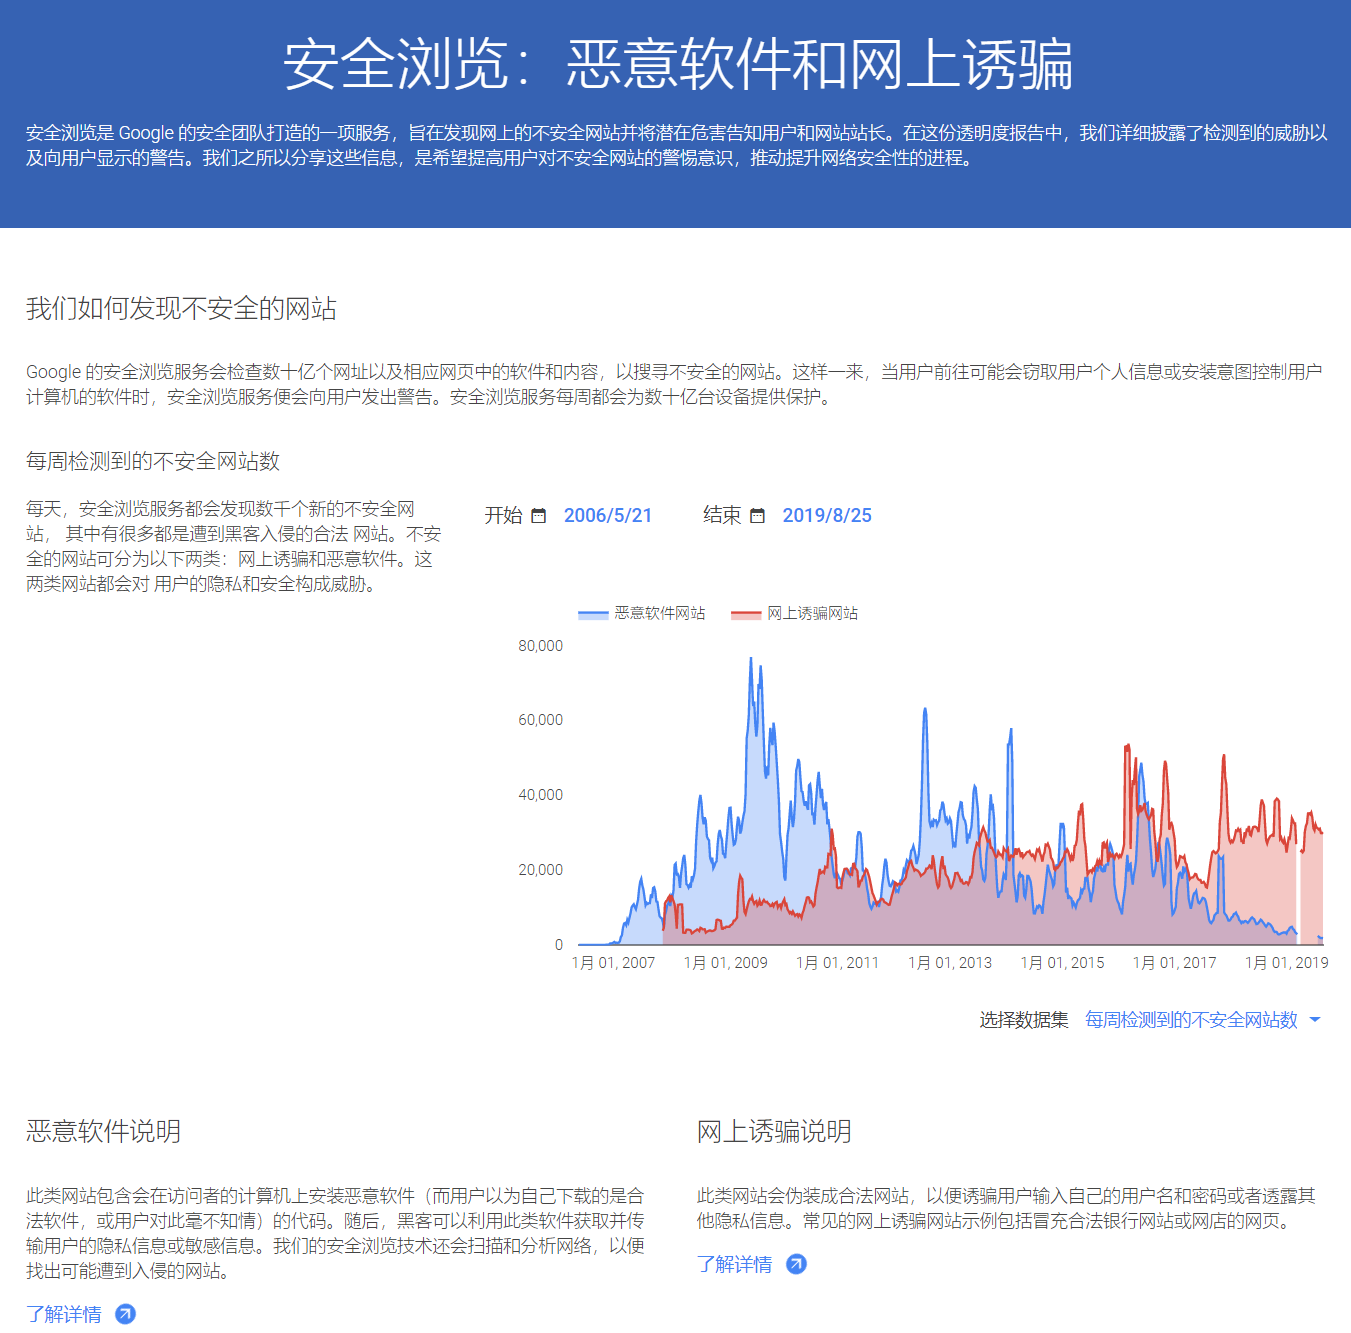 安全浏览：恶意软件和网上诱骗
安全浏览是 Google 的安全团队打造的一项服务，旨在发现网上的不安全网站并将潜在危害告知用户和网站站长。在这份透明度报告中，我们详细披露了检测到的威胁以
及向用户显示的警告。我们之所以分享这些信息，是希望提高用户对不安全网站的警惕意识，推动提升网络安全性的进程。
我们如何发现不安全的网站
Google 的安全浏览服务会检查数十亿个网址以及相应网页中的软件和内容，以搜寻不安全的网站。这样一来，当用户前往可能会窃取用户个人信息或安装意图控制用户
计算机的软件时，安全浏览服务便会向用户发出警告。安全浏览服务每周都会为数十亿台设备提供保护。
每周检测到的不安全网站数
每天，安全浏览服务都会发现数千个新的不安全网
站， 其中有很多都是遭到黑客入侵的合法 网站。不安
全的网站可分为以下两类：网上诱骗和恶意软件。这
两类网站都会对 用户的隐私和安全构成威胁。
开始 2006/5/21 结束 2019/8/25
恶意软件网站 网上诱骗网站
80,000
60,000
40,000
20,000
0
1月 01, 2007 1月 01, 2009 1月 01, 2011 1月 01, 2013 1月 01, 2015 1月 01, 2017 1月 01, 2019
选择数据集 每周检测到的不安全网站数
恶意软件说明
此类网站包含会在访问者的计算机上安装恶意软件（而用户以为自己下载的是合
法软件，或用户对此毫不知情）的代码。随后，黑客可以利用此类软件获取并传
输用户的隐私信息或敏感信息。我们的安全浏览技术还会扫描和分析网络，以便
找出可能遭到入侵的网站。
了解详情
网上诱骗说明
此类网站会伪装成合法网站，以便诱骗用户输入自己的用户名和密码或者透露其
他隐私信息。常见的网上诱骗网站示例包括冒充合法银行网站或网店的网页。
了解详情